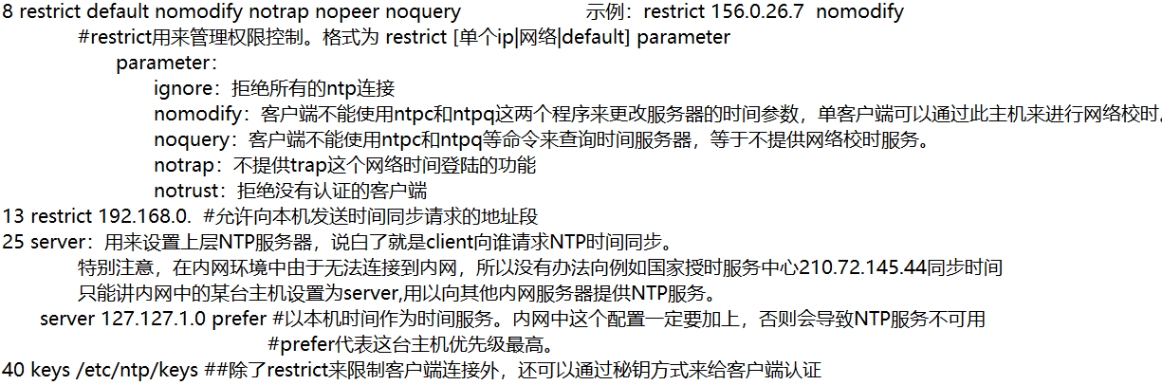 8 restrict default nomodify notrap nopeer noquery 示例：restrict 156.0.26.7 nomodify
#restrict用来管理权限控制。格式为 restrict [单个ip|网络|default] parameter
parameter：
ignore：拒绝所有的ntp连接
nomodify：客户端不能使用ntpc和ntpq这两个程序来更改服务器的时间参数，单客户端可以通过此主机来进行网络校时。
noquery：客户端不能使用ntpc和ntpq等命令来查询时间服务器，等于不提供网络校时服务。
notrap：不提供trap这个网络时间登陆的功能
notrust：拒绝没有认证的客户端
13 restrict 192.168.0. #允许向本机发送时间同步请求的地址段
25 server：用来设置上层NTP服务器，说白了就是client向谁请求NTP时间同步。
特别注意，在内网环境中由于无法连接到内网，所以没有办法向例如国家授时服务中心210.72.145.44同步时间
只能讲内网中的某台主机设置为server,用以向其他内网服务器提供NTP服务。
server 127.127.1.0 prefer #以本机时间作为时间服务。内网中这个配置一定要加上，否则会导致NTP服务不可用
#prefer代表这台主机优先级最高。
40 keys /etc/ntp/keys ##除了restrict来限制客户端连接外，还可以通过秘钥方式来给客户端认证